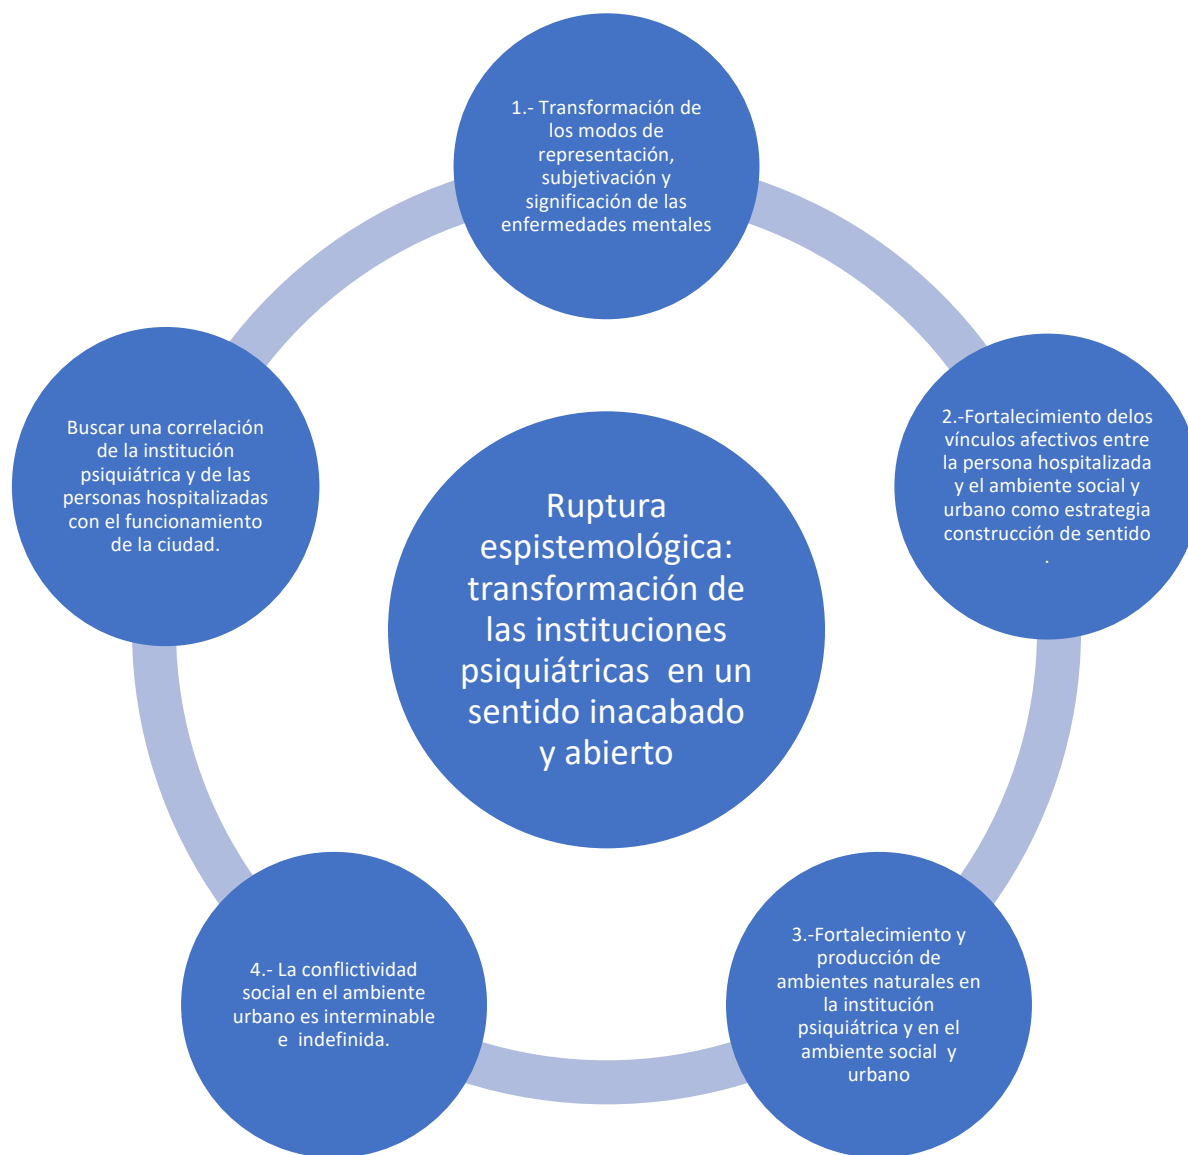 1.- Transformación de
los modos de
representación,
subjetivación y
significación de las
enfermedades mentales
2.-Fortalecimiento delos
vínculos afectivos entre
la persona hospitalizada
y el ambiente social y
urbano como estrategia
construcción de sentido
.
3.-Fortalecimiento y
producción de
ambientes naturales en
la institución
psiquiátrica y en el
ambiente social y
urbano
4.- La conflictividad
social en el ambiente
urbano es interminable
e indefinida.
Buscar una correlación
de la institución
psiquiátrica y de las
personas hospitalizadas
con el funcionamiento
de la ciudad.
Ruptura
espistemológica:
transformación de
las instituciones
psiquiátricas en un
sentido inacabado
y abierto